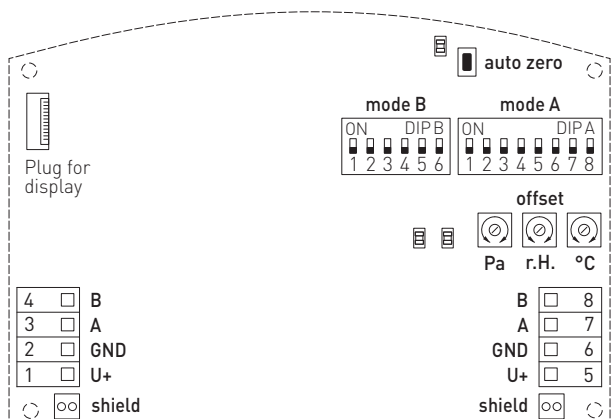 auto zero
mode B
mode A
ON DIP B
1 2 3 4 5 6
ON DIP A
1 2 3 4 5 6 7 8
Plug for
display
offset
Pa r.H. °C
4 B
3 A
2 GND
1 U+
shield
B 8
A 7
GND 6
U+ 5
shield